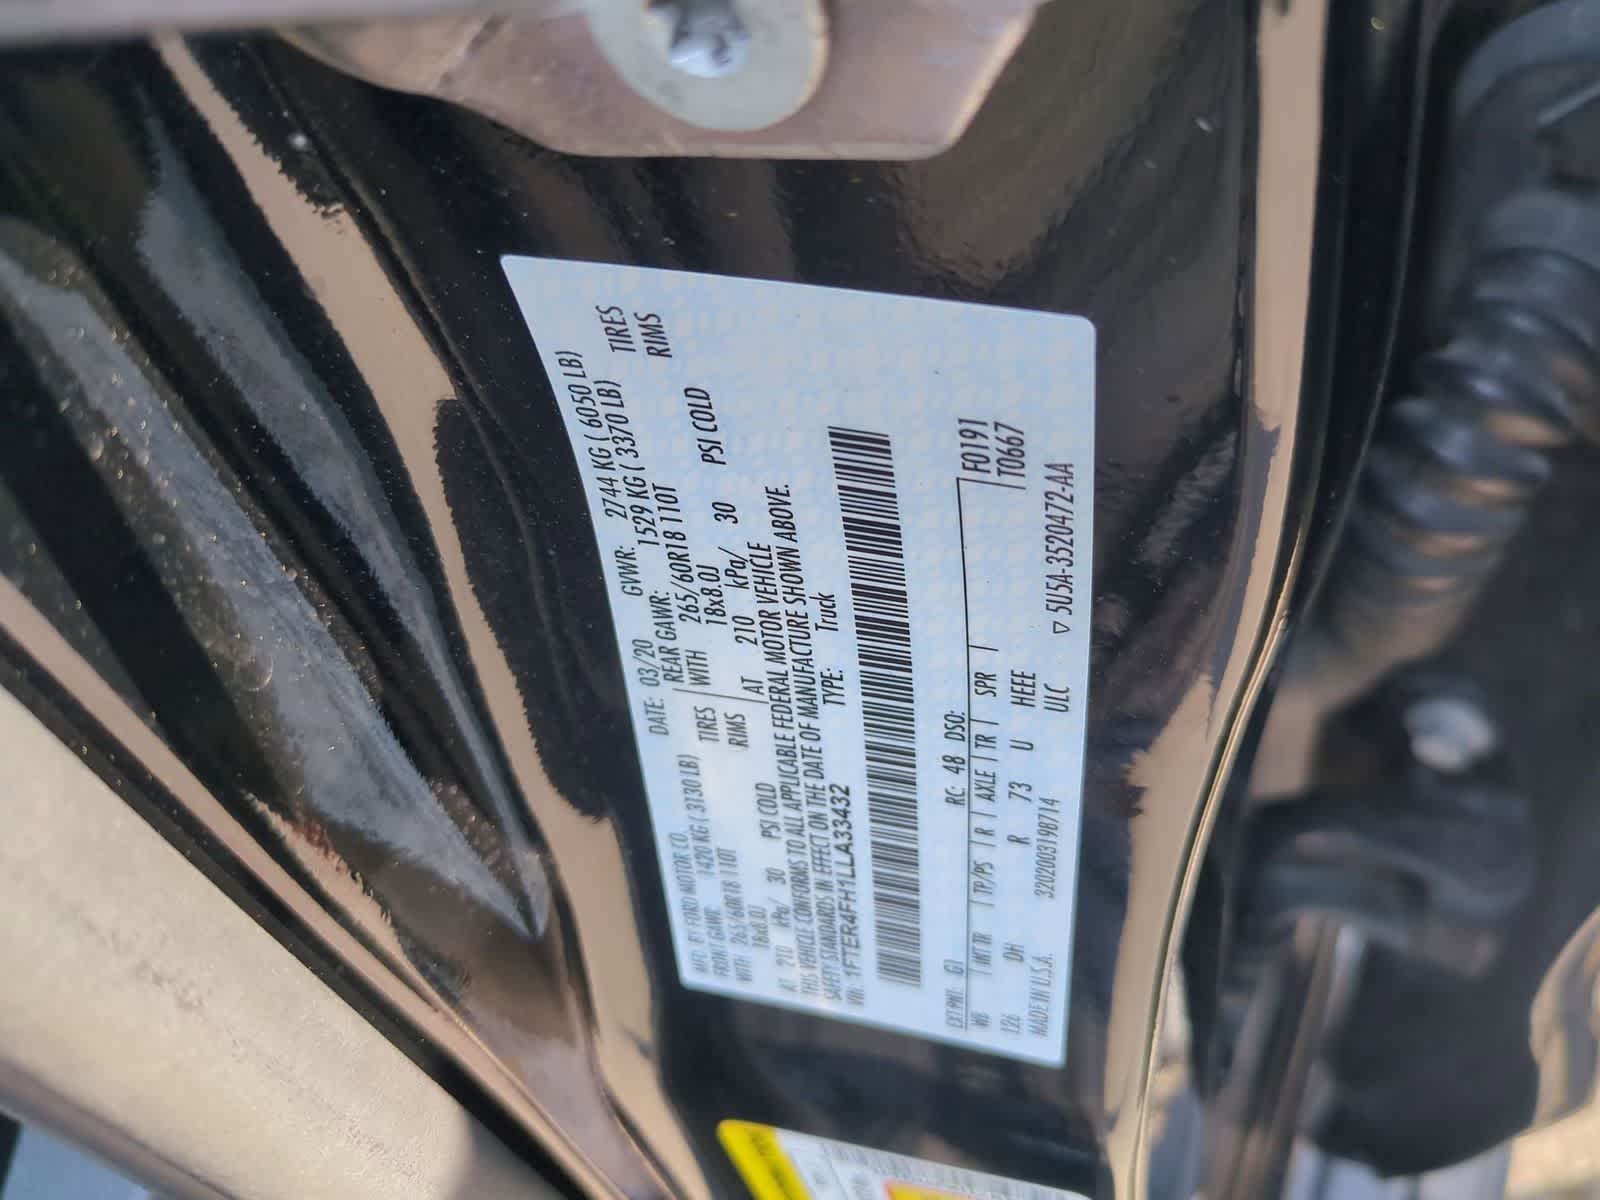 MFD. BY FORD MOTOR CO.
DATE: 03/20 GVWR: 2744 KG ( 6050 LB)
FRONT GAWR: 1420 KG ( 3130 LB) REAR GAWR: 1529 KG ( 3370 LB)
WITH 265/60R18 110T TIRES WITH 265/60R18 110T TIRES
18x8.0J RIMS 18x8.0J RIMS
AT 210 kPa/ 30 PSI COLD AT 210 kPa/ 30 PSI COLD
THIS VEHICLE CONFORMS TO ALL APPLICABLE FEDERAL MOTOR VEHICLE
SAFETY STANDARDS IN EFFECT ON THE DATE OF MANUFACTURE SHOWN ABOVE.
VIN: 1FTER4FH1LLA33432 TYPE: Truck
EXT PNT: G1 RC: 48 DSO: F0191
WB INT TR TP/PS R AXLE TR SPR T0667
126 DH R 73 U HEEE
MADE IN U.S.A. 320200319B714 ULC ▽ 5U5A-3520472-AA